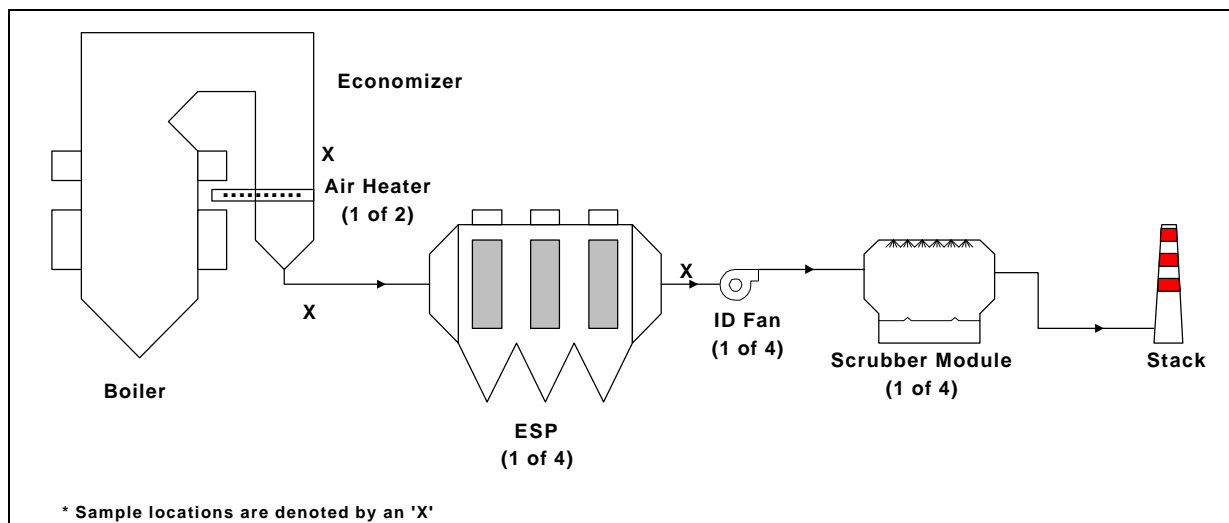 Economizer
X
Air Heater
(1 of 2)
X
X
ID Fan
(1 of 4)
Scrubber Module
(1 of 4)
Stack
Boiler
ESP
(1 of 4)
* Sample locations are denoted by an 'X'